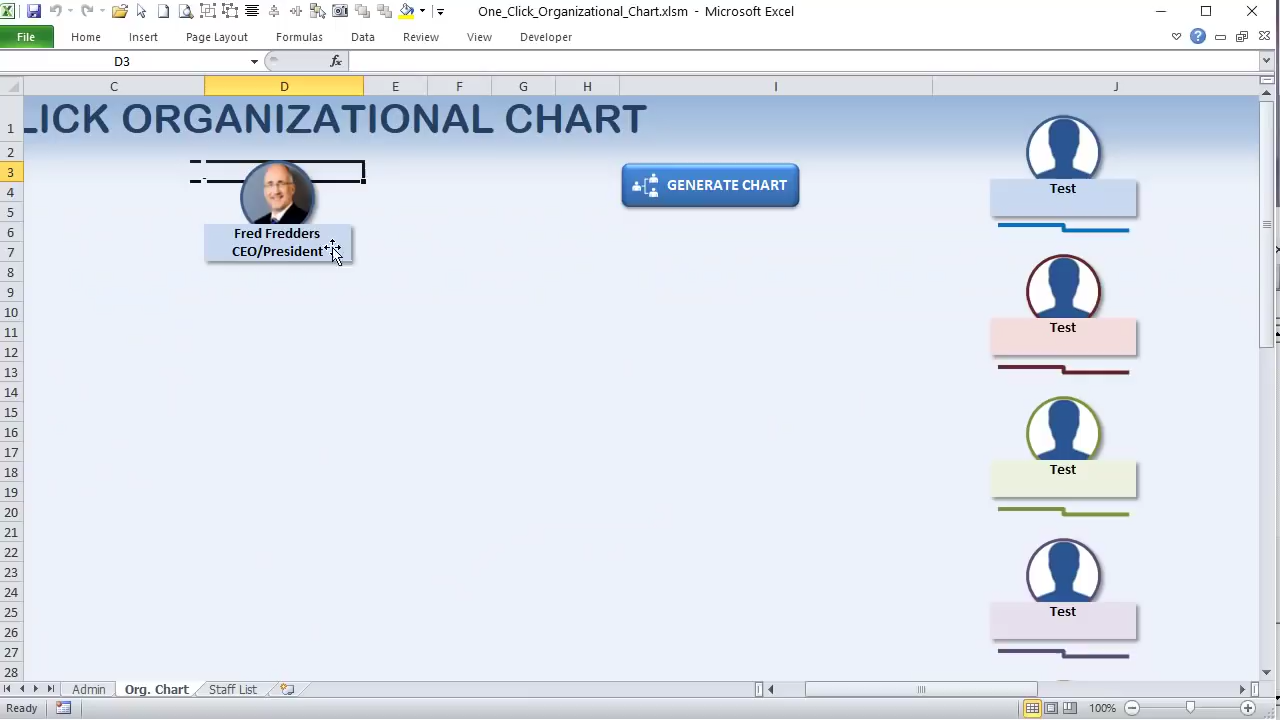 One_Click_Organizational_Chart.xlsm - Microsoft Excel
File Home Insert Page Layout Formulas Data Review View Developer
D3 fx
C D E F G H I J
LICK ORGANIZATIONAL CHART
1
2
3
4
5
6
7
8
9
10
11
12
13
14
15
16
17
18
19
20
21
22
23
24
25
26
27
28
GENERATE CHART
Fred Fredders
CEO/President
Test
Test
Test
Test
Admin Org. Chart Staff List
Ready 100%